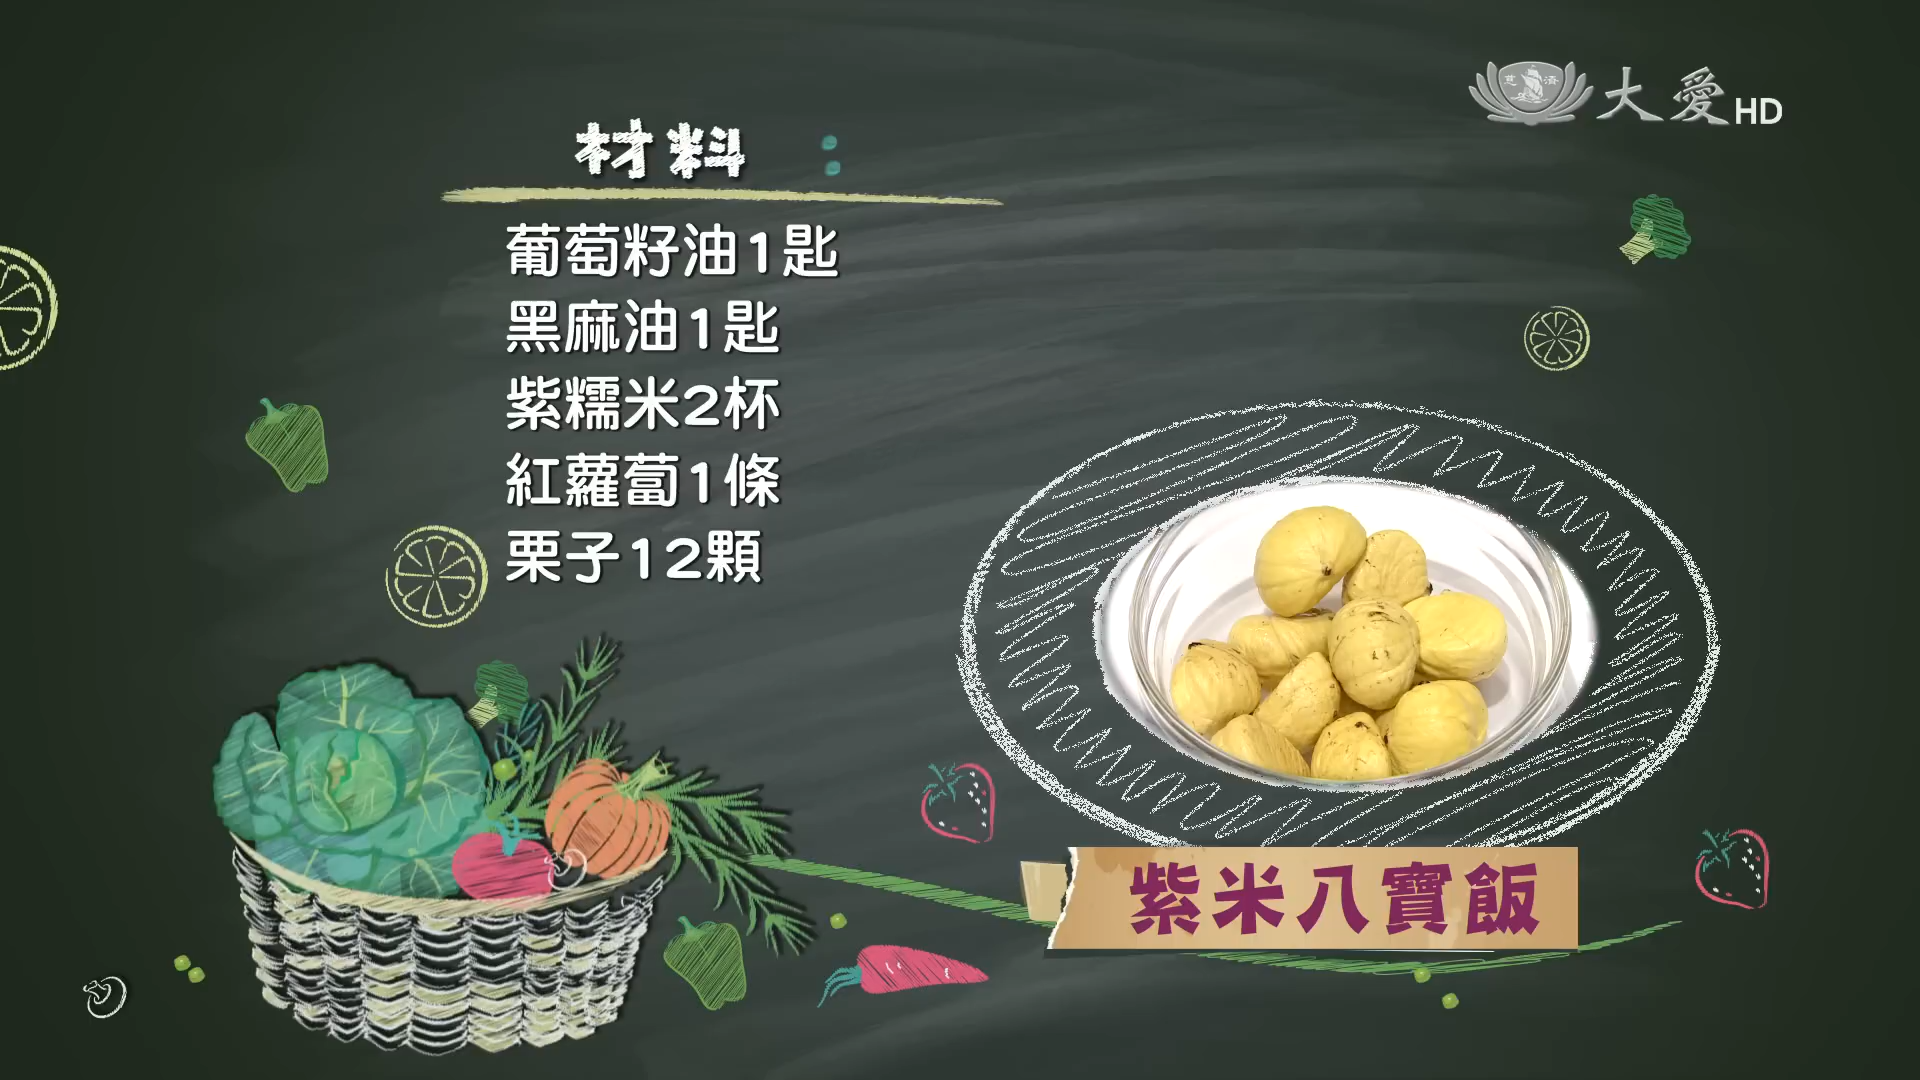 大愛HD
材料：
葡萄籽油1匙
黑麻油1匙
紫糯米2杯
紅蘿蔔1條
栗子12顆
紫米八寶飯